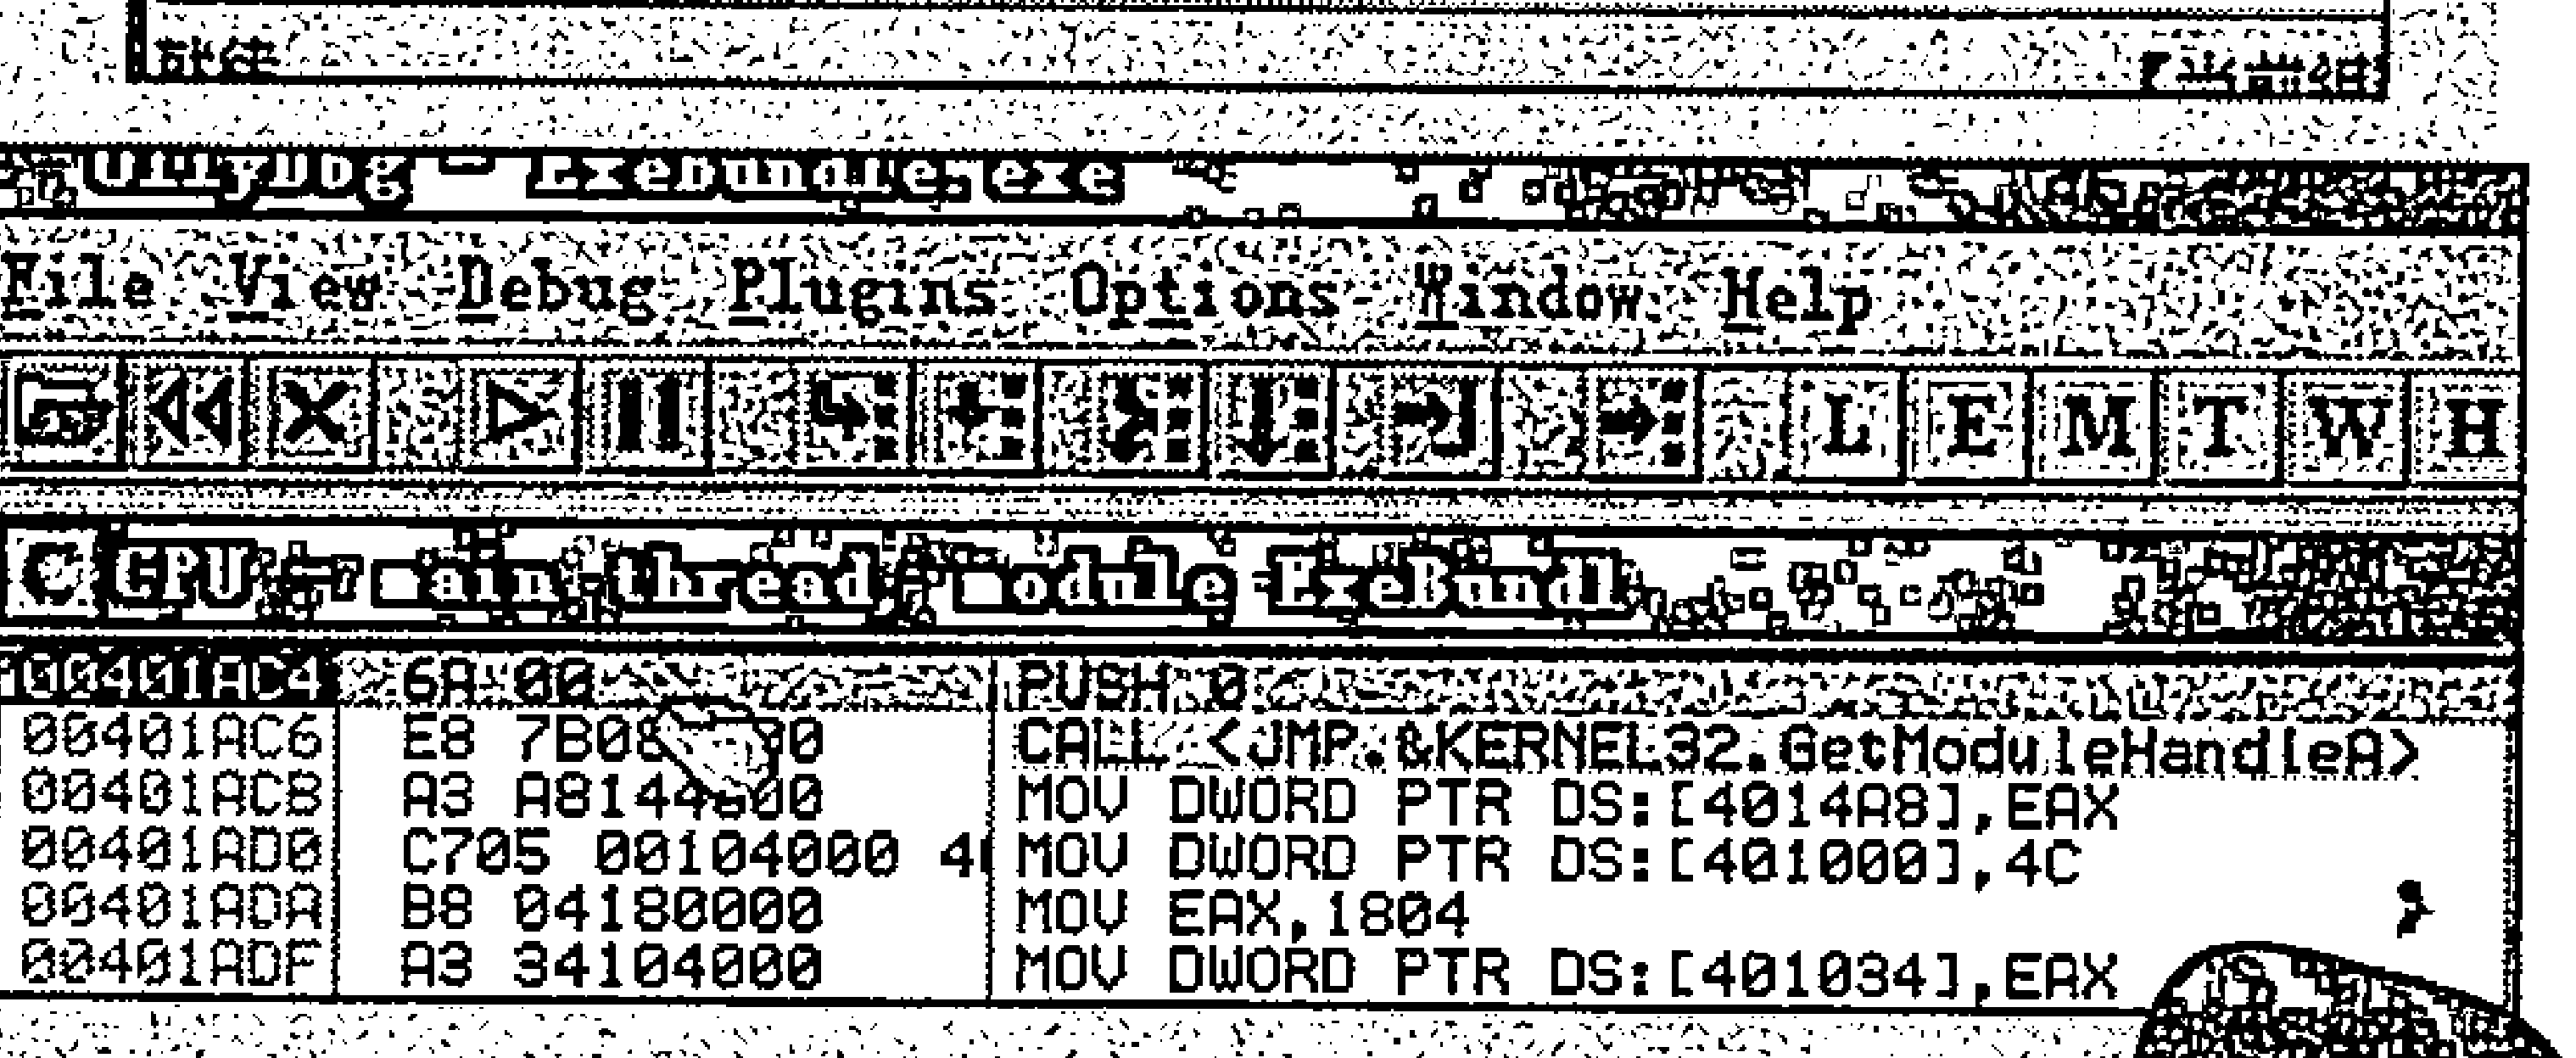 OllyDbg - Exebundle.exe
File View Debug Plugins Options Window Help
L E M T W H
C CPU - main thread, module ExeBundl
00401AC4 6A 00 PUSH 0
00401AC6 E8 CALL <JMP.&KERNEL32.GetModuleHandleA>
00401ACB A3 MOV DWORD PTR DS:[4014A8],EAX
00401AD0 C705 00104000 MOV DWORD PTR DS:[401000],4C
00401ADA B8 04180000 MOV EAX,1804
00401ADF A3 34104000 MOV DWORD PTR DS:[401034],EAX